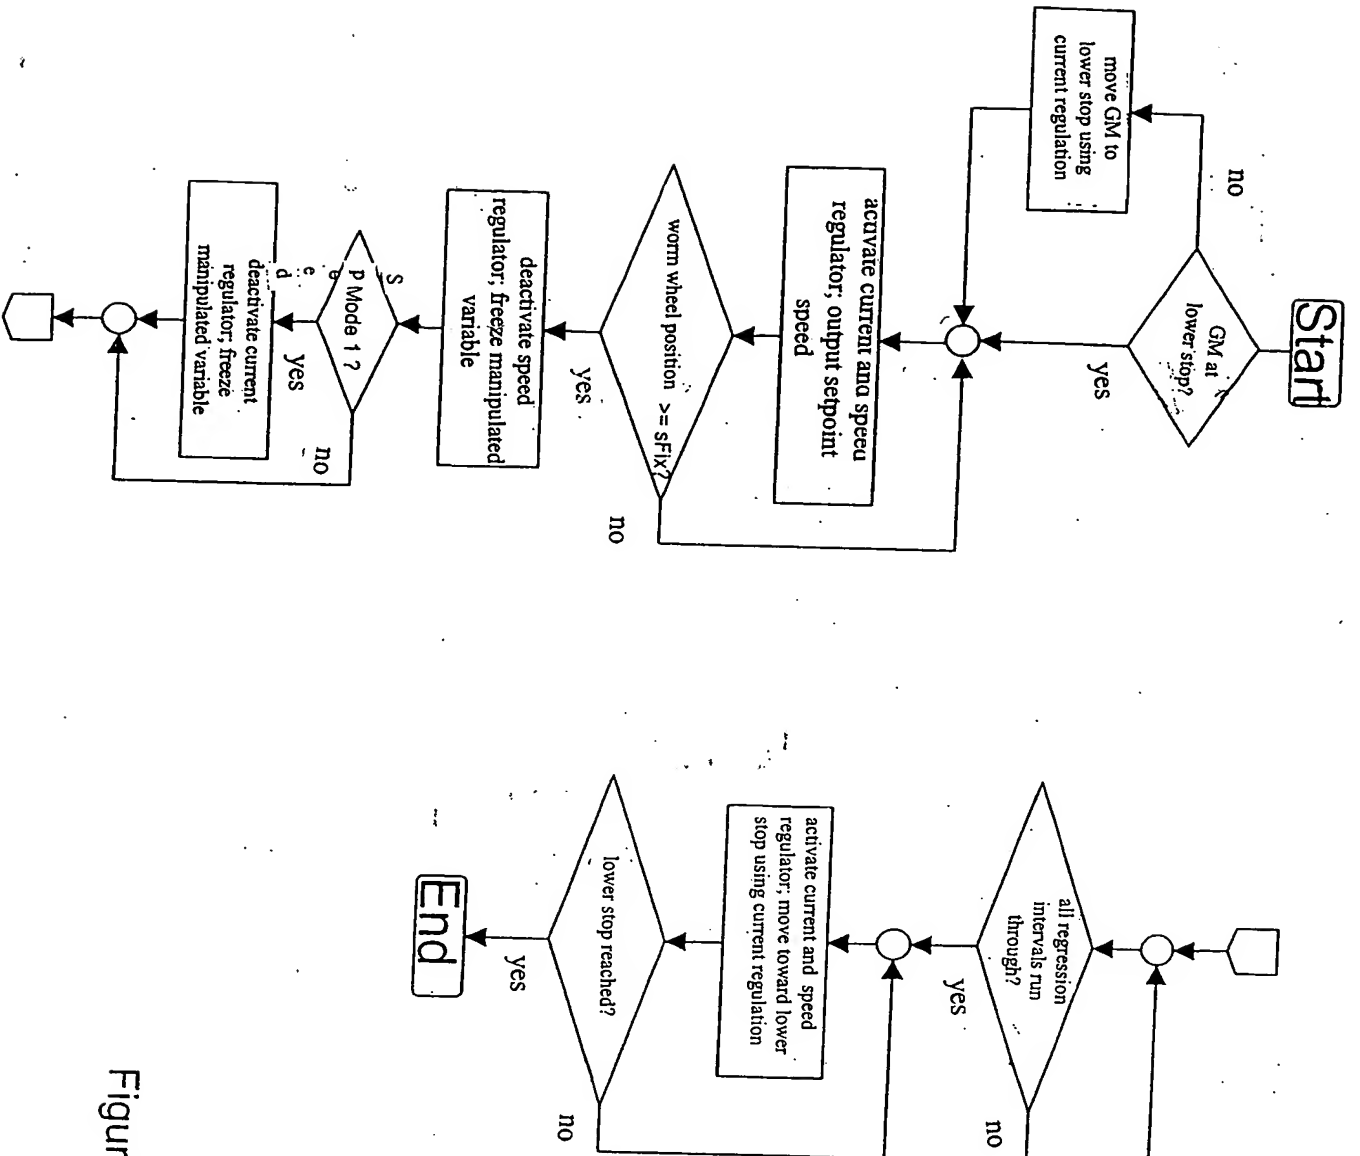 Start
GM at
lower stop?
no
yes
move GM to
lower stop using
current regulation
activate current and speed
regulator; output setpoint
speed
worm wheel position >= sFix?
no
yes
deactivate speed
regulator; freeze manipulated
variable
S
p Mode 1 ?
e
e
d
yes
no
deactivate current
regulator; freeze
manipulated variable
all regression
intervals run
through?
no
yes
activate current and speed
regulator; move toward lower
stop using current regulation
lower stop reached?
no
yes
End
Figur